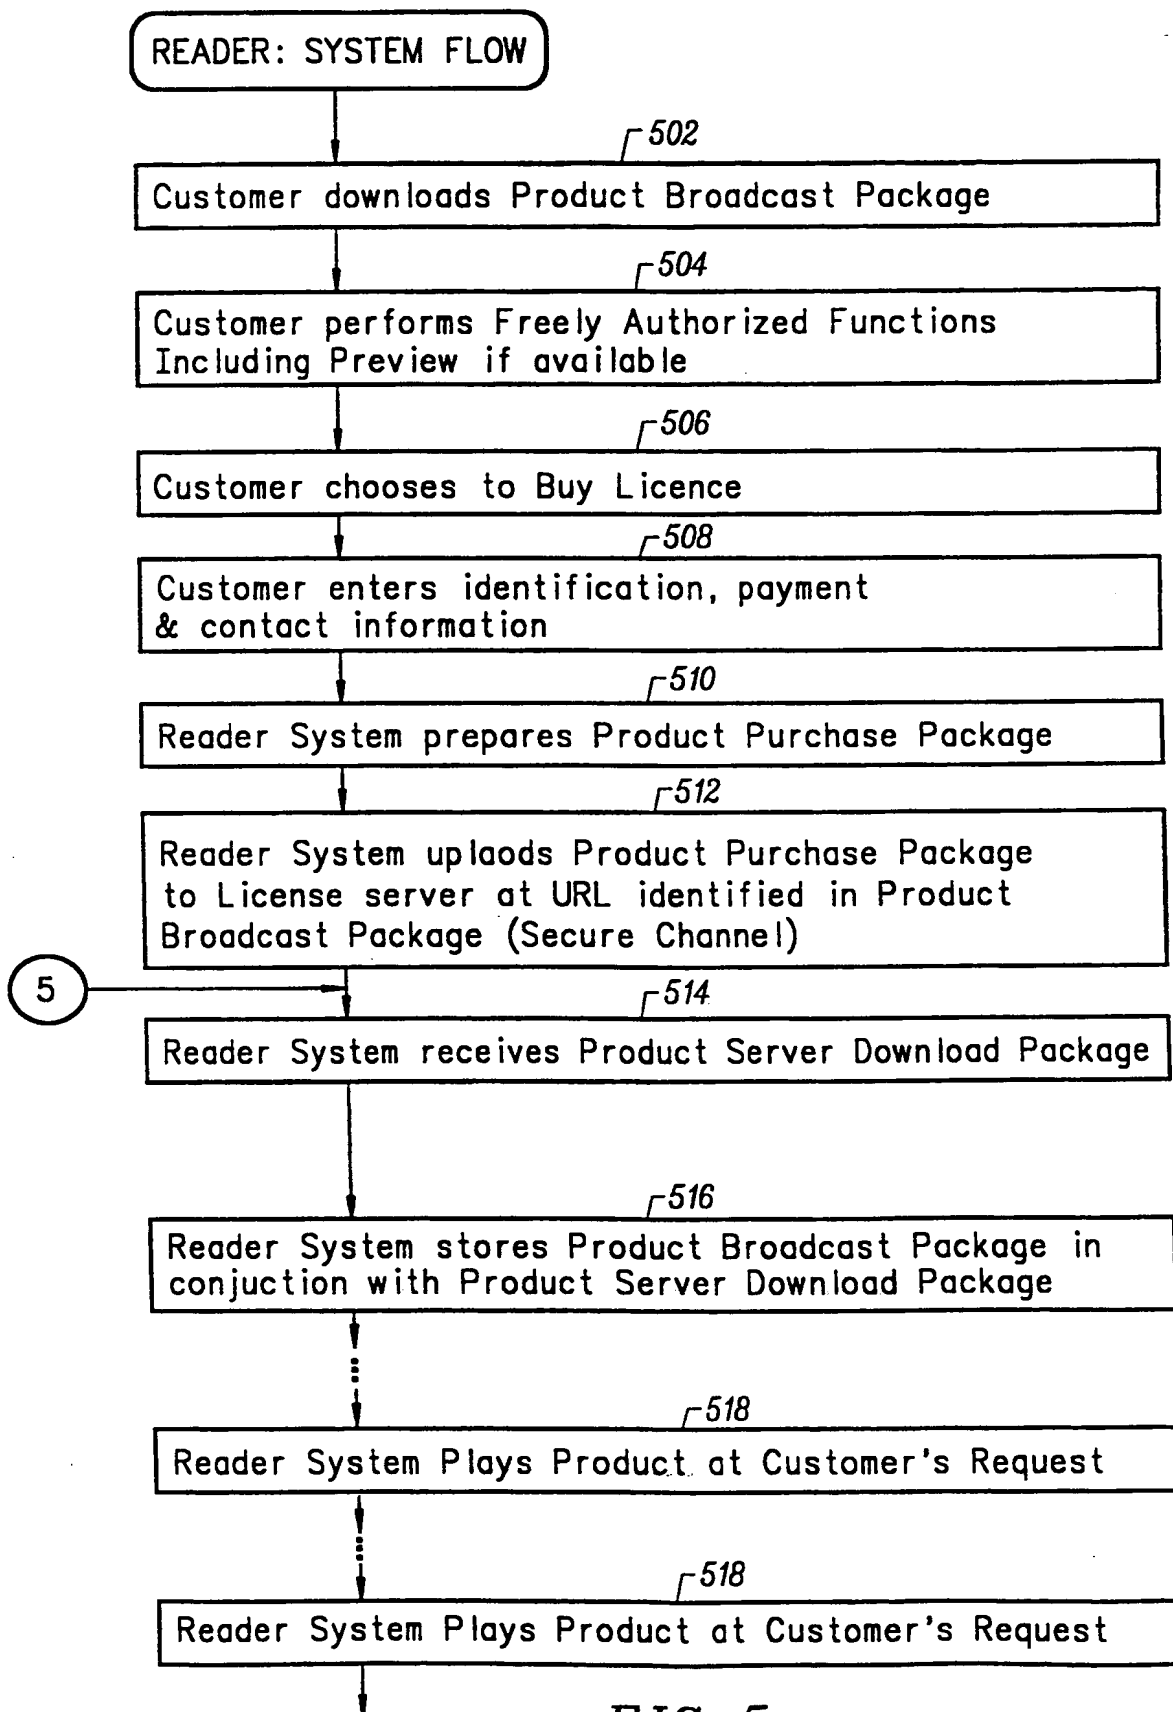 READER: SYSTEM FLOW
502
Customer downloads Product Broadcast Package
504
Customer performs Freely Authorized Functions
Including Preview if available
506
Customer chooses to Buy Licence
508
Customer enters identification, payment
& contact information
510
Reader System prepares Product Purchase Package
512
Reader System uplaods Product Purchase Package
to License server at URL identified in Product
Broadcast Package (Secure Channel)
5
514
Reader System receives Product Server Download Package
516
Reader System stores Product Broadcast Package in
conjuction with Product Server Download Package
518
Reader System Plays Product at Customer's Request
518
Reader System Plays Product at Customer's Request